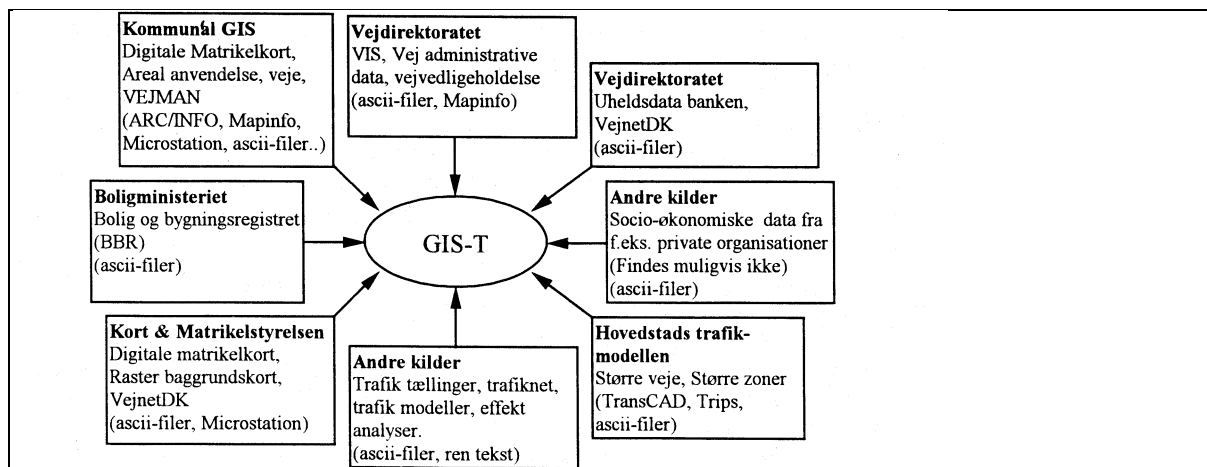 Kommunal GIS
Digitale Matrikelkort,
Areal anvendelse, veje,
VEJMAN
(ARC/INFO, Mapinfo,
Microstation, ascii-filer..)
Vejdirektoratet
VIS, Vej administrative
data, vejvedligeholdelse
(ascii-filer, Mapinfo)
Vejdirektoratet
Uheldsdata banken,
VejnetDK
(ascii-filer)
Boligministeriet
Bolig og bygningsregistret
(BBR)
(ascii-filer)
GIS-T
Andre kilder
Socio-økonomiske data fra
f.eks. private organisationer
(Findes muligvis ikke)
(ascii-filer)
Kort & Matrikelstyrelsen
Digitale matrikelkort,
Raster baggrundskort,
VejnetDK
(ascii-filer, Microstation)
Andre kilder
Trafik tællinger, trafiknet,
trafik modeller, effekt
analyser.
(ascii-filer, ren tekst)
Hovedstads trafik-
modellen
Større veje, Større zoner
(TransCAD, Trips,
ascii-filer)